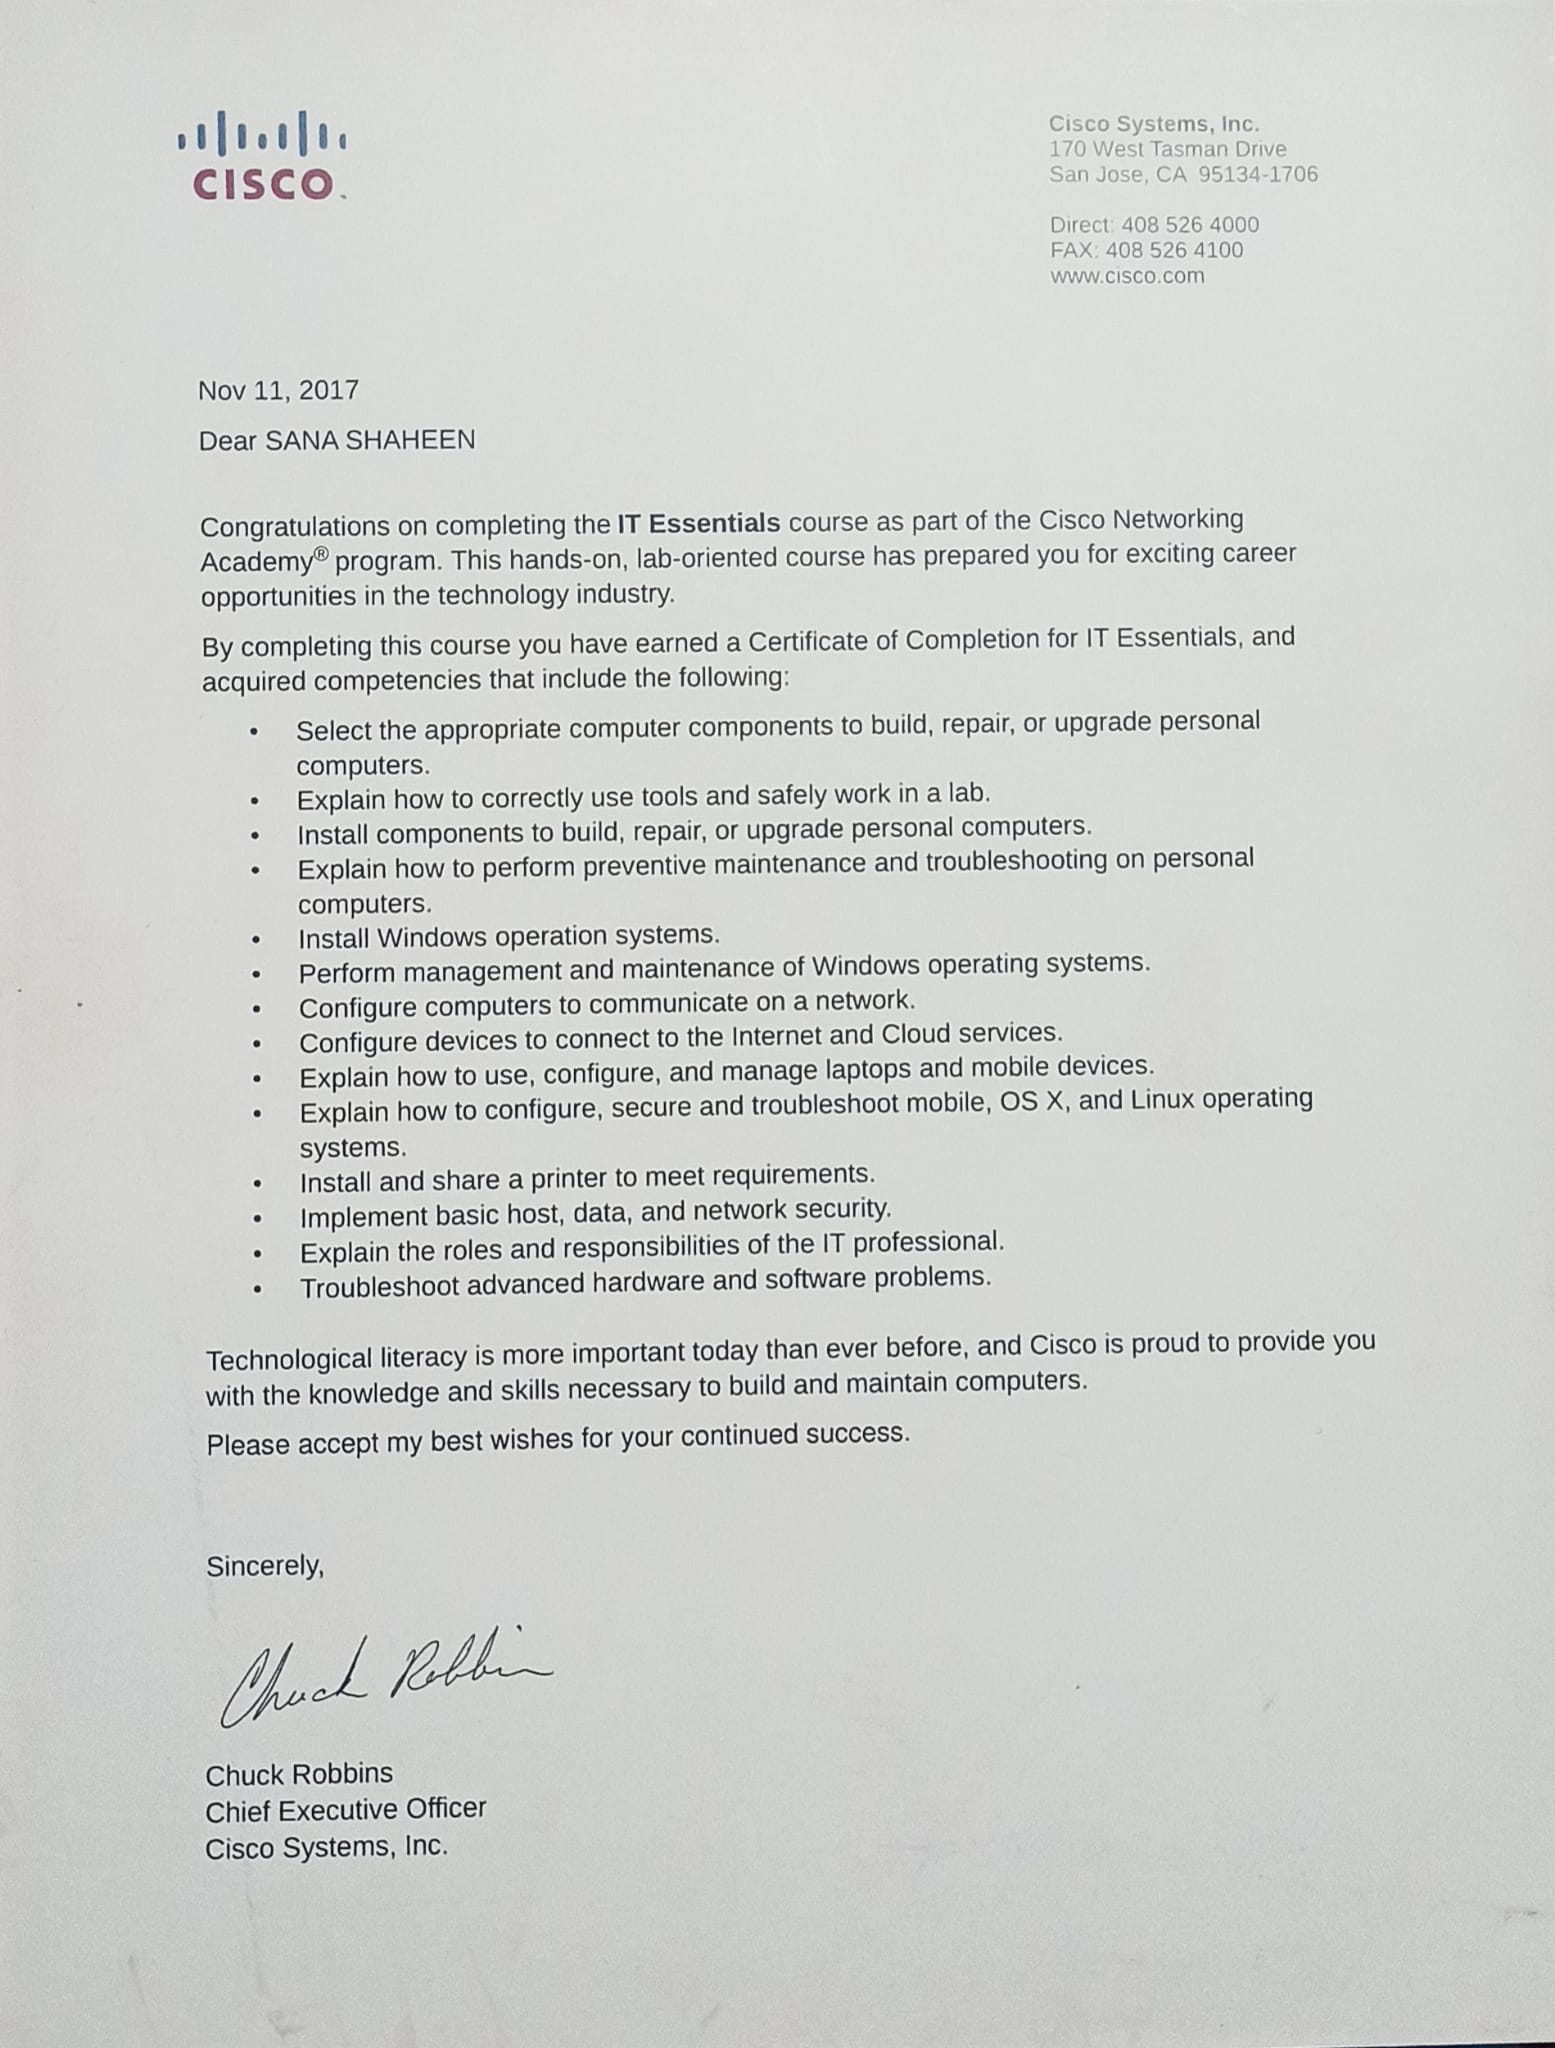 CISCO.
Cisco Systems, Inc.
170 West Tasman Drive
San Jose, CA 95134-1706
Direct: 408 526 4000
FAX: 408 526 4100
www.cisco.com
Nov 11, 2017
Dear SANA SHAHEEN
Congratulations on completing the IT Essentials course as part of the Cisco Networking
Academy® program. This hands-on, lab-oriented course has prepared you for exciting career
opportunities in the technology industry.
By completing this course you have earned a Certificate of Completion for IT Essentials, and
acquired competencies that include the following:
• Select the appropriate computer components to build, repair, or upgrade personal
computers.
• Explain how to correctly use tools and safely work in a lab.
• Install components to build, repair, or upgrade personal computers.
• Explain how to perform preventive maintenance and troubleshooting on personal
computers.
• Install Windows operation systems.
• Perform management and maintenance of Windows operating systems.
• Configure computers to communicate on a network.
• Configure devices to connect to the Internet and Cloud services.
• Explain how to use, configure, and manage laptops and mobile devices.
• Explain how to configure, secure and troubleshoot mobile, OS X, and Linux operating
systems.
• Install and share a printer to meet requirements.
• Implement basic host, data, and network security.
• Explain the roles and responsibilities of the IT professional.
• Troubleshoot advanced hardware and software problems.
Technological literacy is more important today than ever before, and Cisco is proud to provide you
with the knowledge and skills necessary to build and maintain computers.
Please accept my best wishes for your continued success.
Sincerely,
Chuck Robbins
Chuck Robbins
Chief Executive Officer
Cisco Systems, Inc.